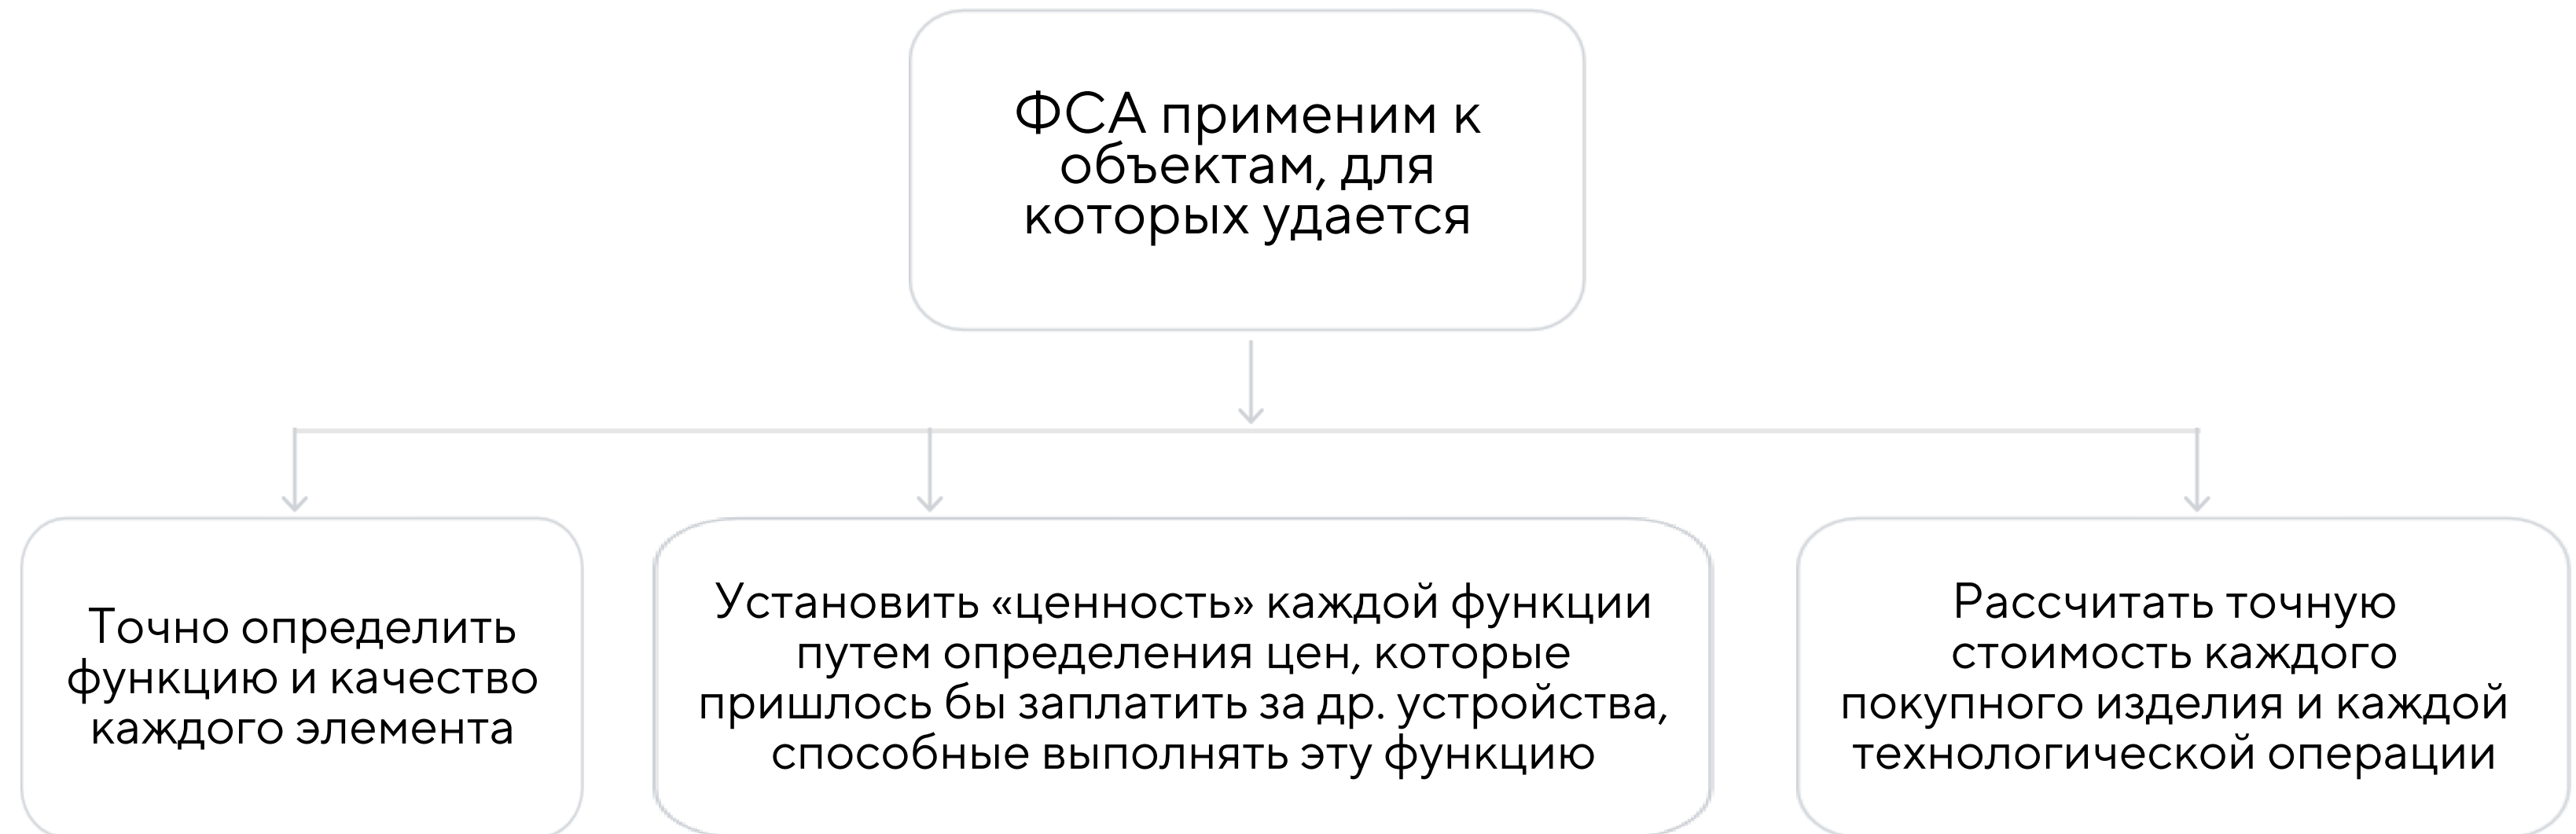 ФСА применим к
объектам, для
которых удается
Точно определить
функцию и качество
каждого элемента
Установить «ценность» каждой функции
путем определения цен, которые
пришлось бы заплатить за др. устройства,
способные выполнять эту функцию
Рассчитать точную
стоимость каждого
покупного изделия и каждой
технологической операции